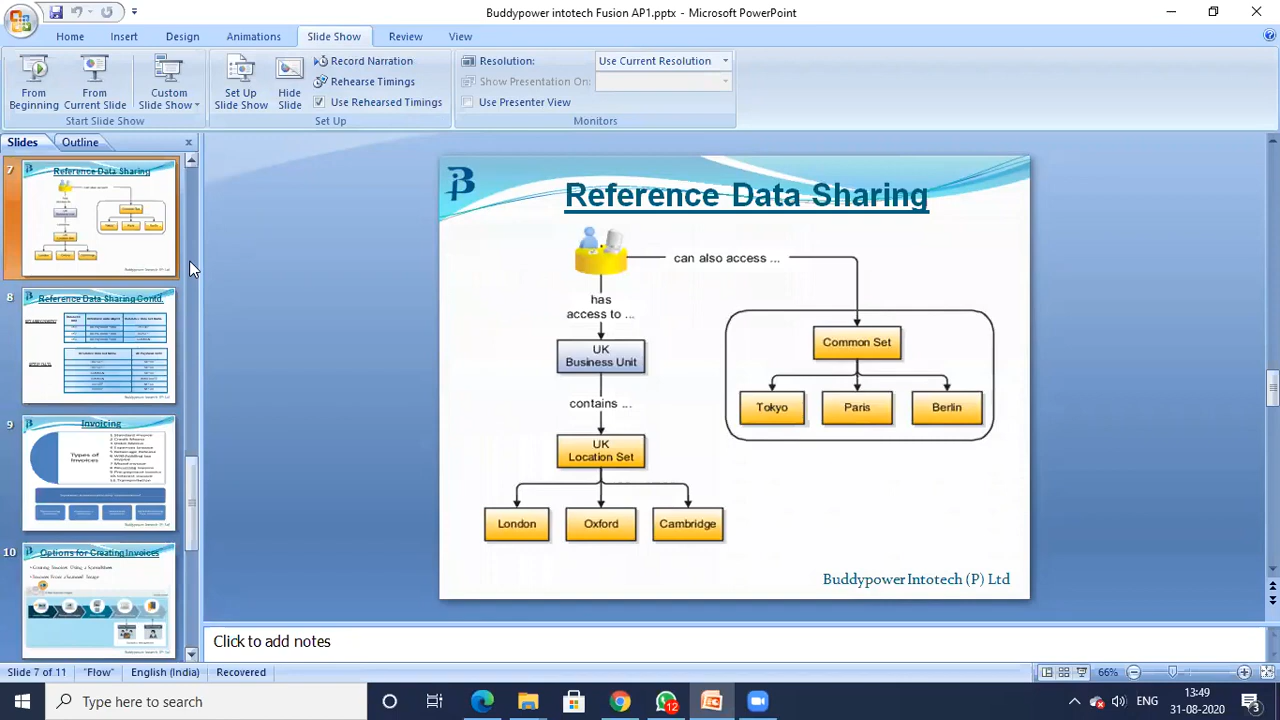 Buddypower intotech Fusion AP1.pptx - Microsoft PowerPoint
Home Insert Design Animations Slide Show Review View
From Beginning
From Current Slide
Custom Slide Show
Start Slide Show
Set Up Slide Show
Hide Slide
Record Narration
Rehearse Timings
Use Rehearsed Timings
Set Up
Resolution: Use Current Resolution
Show Presentation On:
Use Presenter View
Monitors
Slides Outline
7
Reference Data Sharing
8
Reference Data Sharing Contd.
9
Invoicing
Types of
Invoices
10
Options for Creating Invoices
B
Reference Data Sharing
can also access ...
has
access to ...
UK
Business Unit
contains ...
UK
Location Set
London Oxford Cambridge
Common Set
Tokyo Paris Berlin
Buddypower Intotech (P) Ltd
Click to add notes
Slide 7 of 11 "Flow" English (India) Recovered 66%
Type here to search
12
ENG
13:49
31-08-2020
3